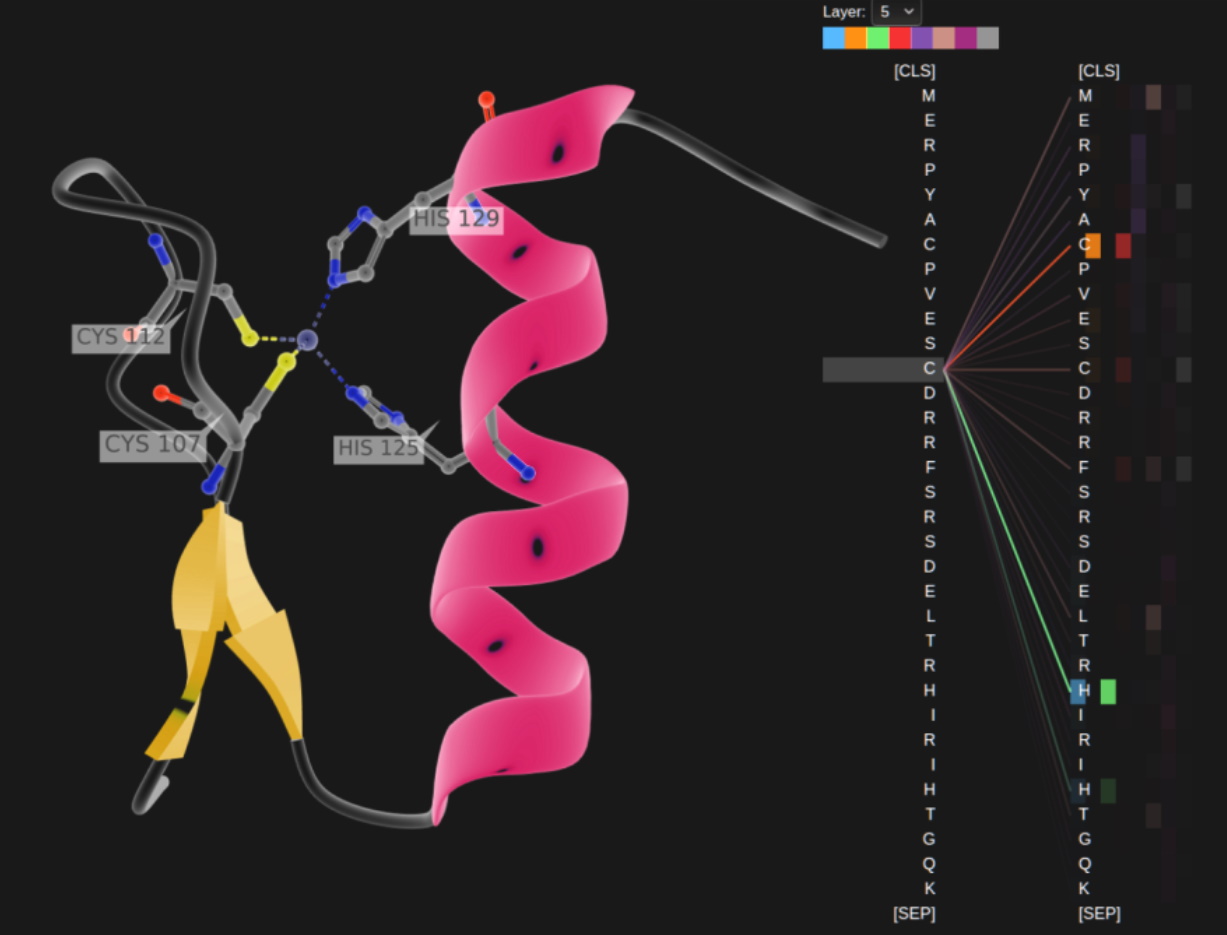 Layer: 5
HIS 129
CYS 112
CYS 107
HIS 125
[CLS] [CLS]
M M
E E
R R
P P
Y Y
A A
C C
P P
V V
E E
S S
C C
D D
R R
R R
F F
S S
R R
S S
D D
E E
L L
T T
R R
H H
I I
R R
I I
H H
T T
G G
Q Q
K K
[SEP] [SEP]